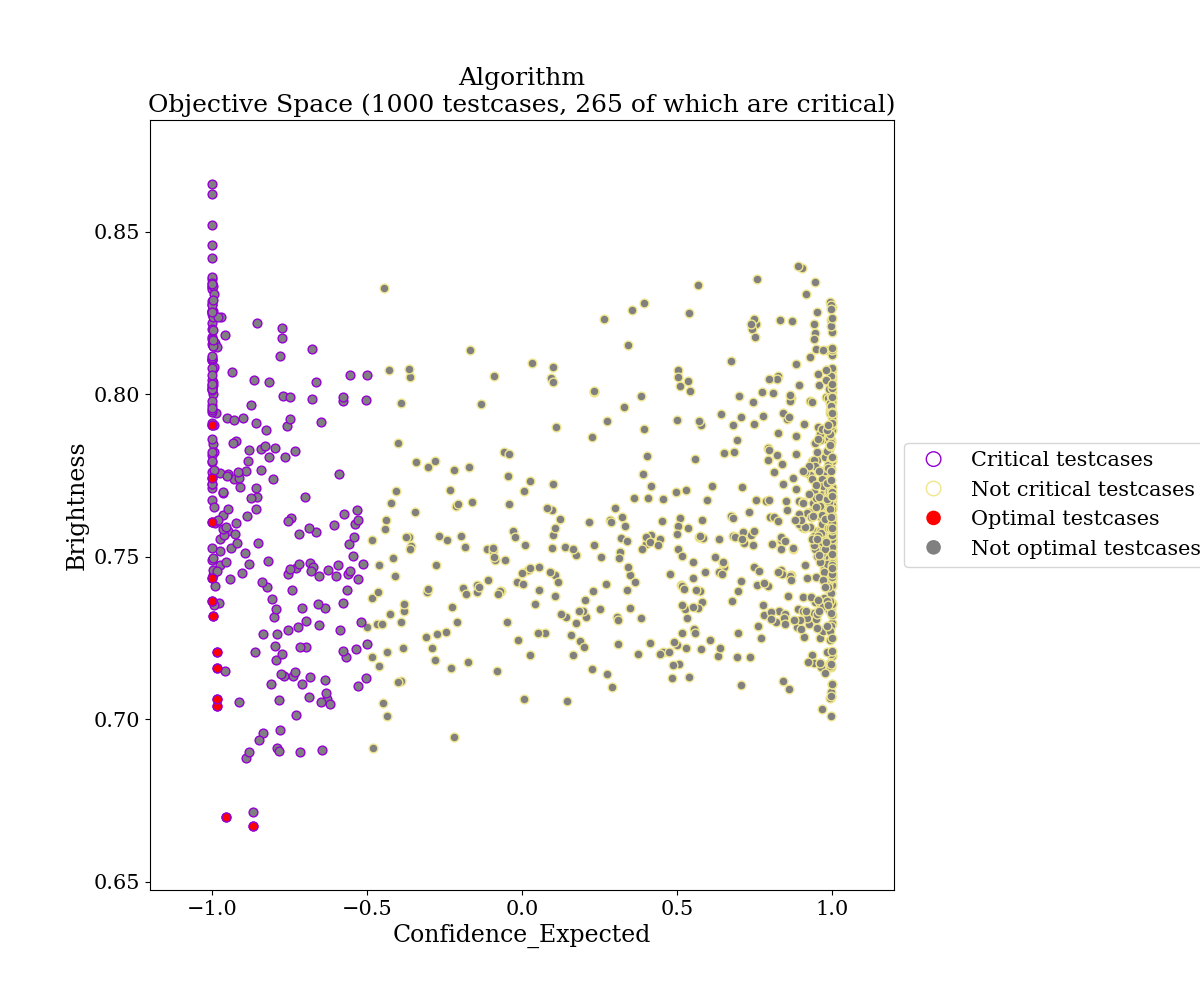 Algorithm
Objective Space (1000 testcases, 265 of which are critical)
0.85
0.80
0.75
0.70
0.65
Brightness
−1.0
−0.5
0.0
0.5
1.0
Confidence_Expected
Critical testcases
Not critical testcases
Optimal testcases
Not optimal testcases